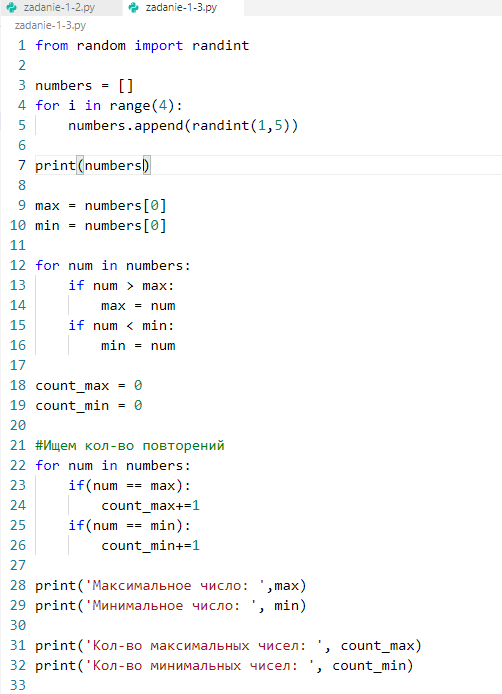 zadanie-1-2.py zadanie-1-3.py
zadanie-1-3.py
1 from random import randint
2
3 numbers = []
4 for i in range(4):
5     numbers.append(randint(1,5))
6
7 print(numbers)
8
9 max = numbers[0]
10 min = numbers[0]
11
12 for num in numbers:
13     if num > max:
14         max = num
15     if num < min:
16         min = num
17
18 count_max = 0
19 count_min = 0
20
21 #Ищем кол-во повторений
22 for num in numbers:
23     if(num == max):
24         count_max+=1
25     if(num == min):
26         count_min+=1
27
28 print('Максимальное число: ',max)
29 print('Минимальное число: ', min)
30
31 print('Кол-во максимальных чисел: ', count_max)
32 print('Кол-во минимальных чисел: ', count_min)
33